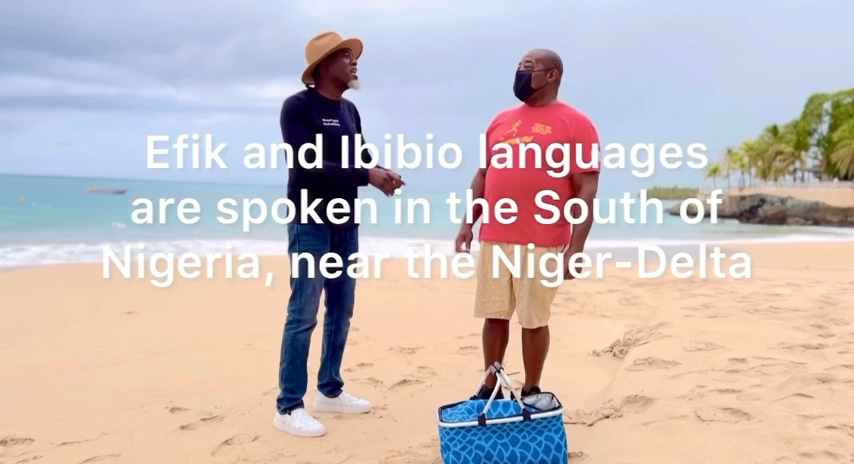 Efik and Ibibio languages
are spoken in the South of
Nigeria, near the Niger-Delta